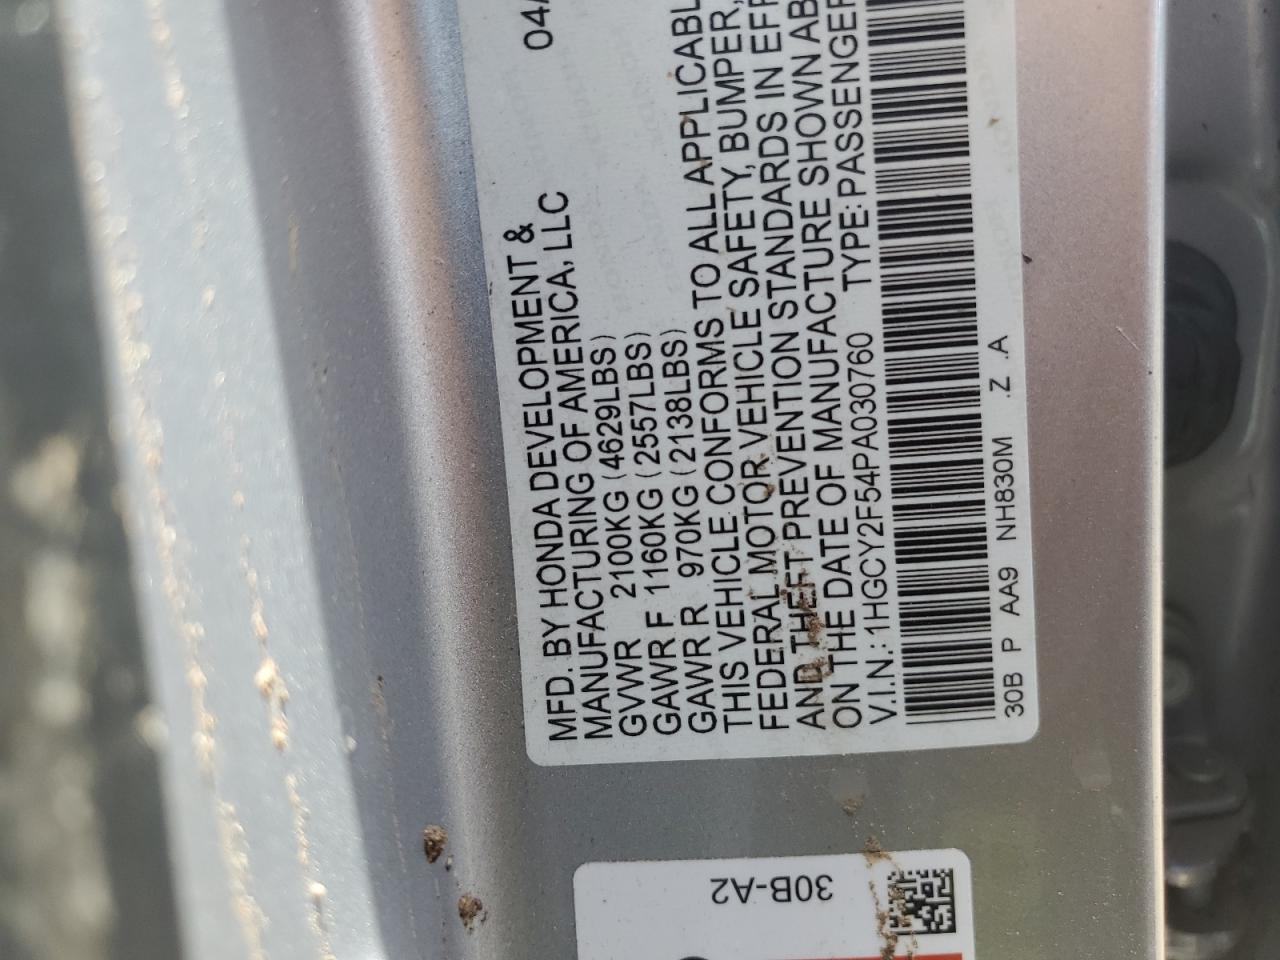 04/
MFD. BY HONDA DEVELOPMENT &
MANUFACTURING OF AMERICA, LLC
GVWR 2100KG (4629LBS)
GAWR F 1160KG (2557LBS)
GAWR R 970KG (2138LBS)
THIS VEHICLE CONFORMS TO ALL APPLICABL
FEDERAL MOTOR VEHICLE SAFETY, BUMPER,
AND THEFT PREVENTION STANDARDS IN EFF
ON THE DATE OF MANUFACTURE SHOWN AB
V.I.N.: 1HGCY2F54PA030760 TYPE: PASSENGER
30B P AA9 NH830M .Z .A
30B-A2